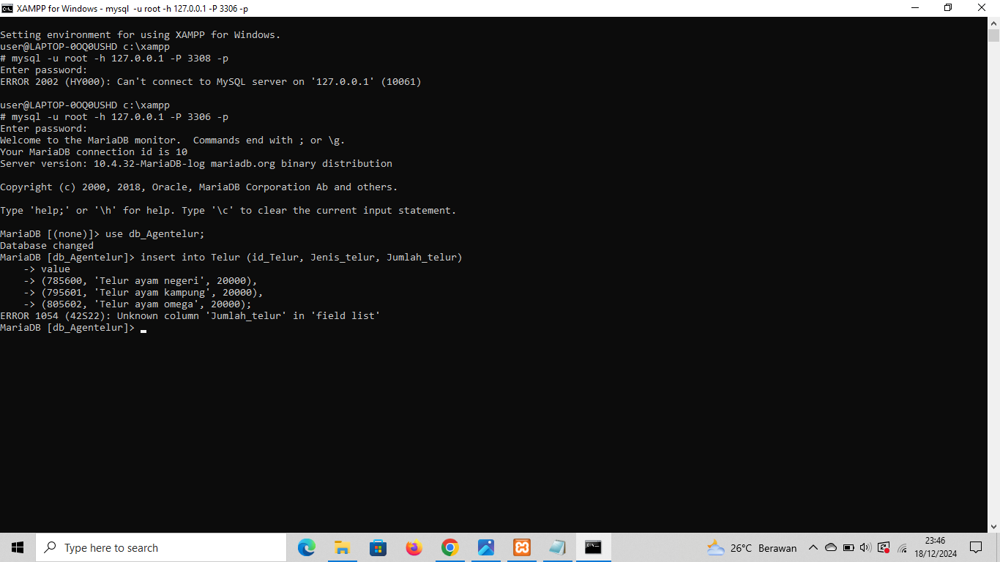 XAMPP for Windows - mysql  -u root -h 127.0.0.1 -P 3306 -p
Setting environment for using XAMPP for Windows.
user@LAPTOP-0OQ0USHD c:\xampp
# mysql -u root -h 127.0.0.1 -P 3308 -p
Enter password:
ERROR 2002 (HY000): Can't connect to MySQL server on '127.0.0.1' (10061)
user@LAPTOP-0OQ0USHD c:\xampp
# mysql -u root -h 127.0.0.1 -P 3306 -p
Enter password:
Welcome to the MariaDB monitor.  Commands end with ; or \g.
Your MariaDB connection id is 10
Server version: 10.4.32-MariaDB-log mariadb.org binary distribution
Copyright (c) 2000, 2018, Oracle, MariaDB Corporation Ab and others.
Type 'help;' or '\h' for help. Type '\c' to clear the current input statement.
MariaDB [(none)]> use db_Agentelur;
Database changed
MariaDB [db_Agentelur]> insert into Telur (id_Telur, Jenis_telur, Jumlah_telur)
    -> value
    -> (785600, 'Telur ayam negeri', 20000),
    -> (795601, 'Telur ayam kampung', 20000),
    -> (805602, 'Telur ayam omega', 20000);
ERROR 1054 (42S22): Unknown column 'Jumlah_telur' in 'field list'
MariaDB [db_Agentelur]>
Type here to search
26°C  Berawan
23:46
18/12/2024